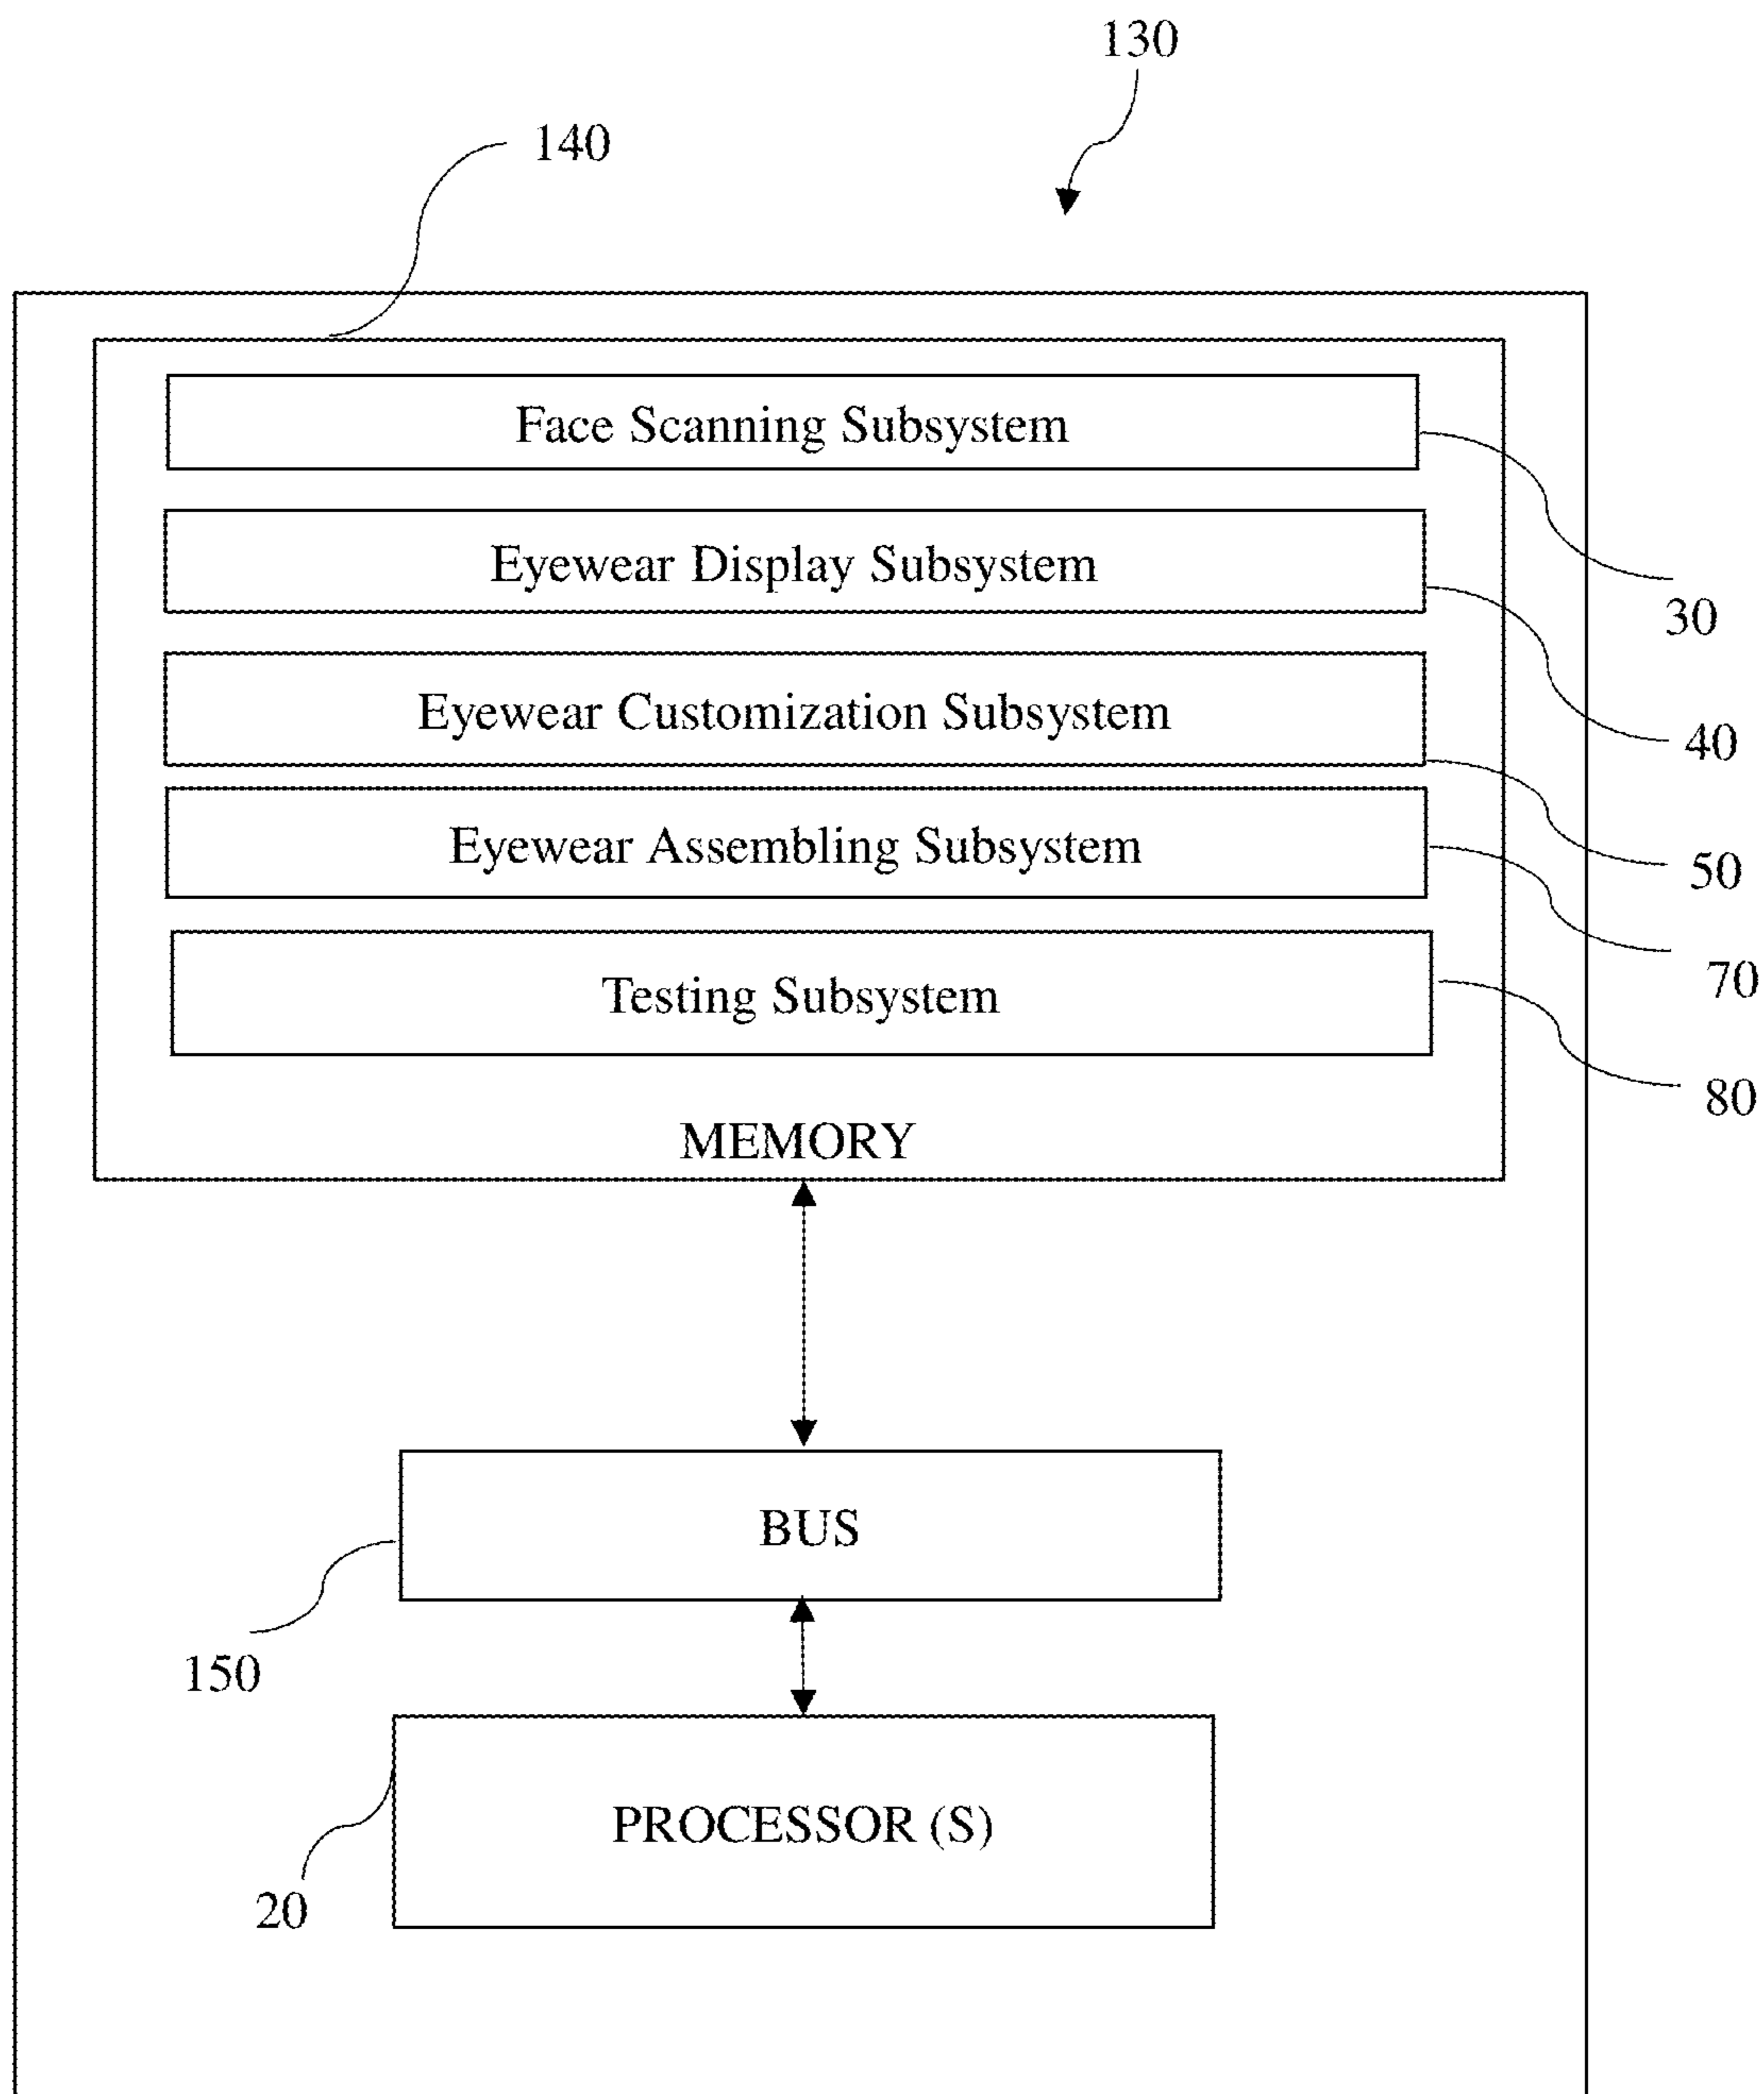 130
140
Face Scanning Subsystem
30
Eyewear Display Subsystem
40
Eyewear Customization Subsystem
50
Eyewear Assembling Subsystem
70
Testing Subsystem
80
MEMORY
BUS
150
PROCESSOR (S)
20